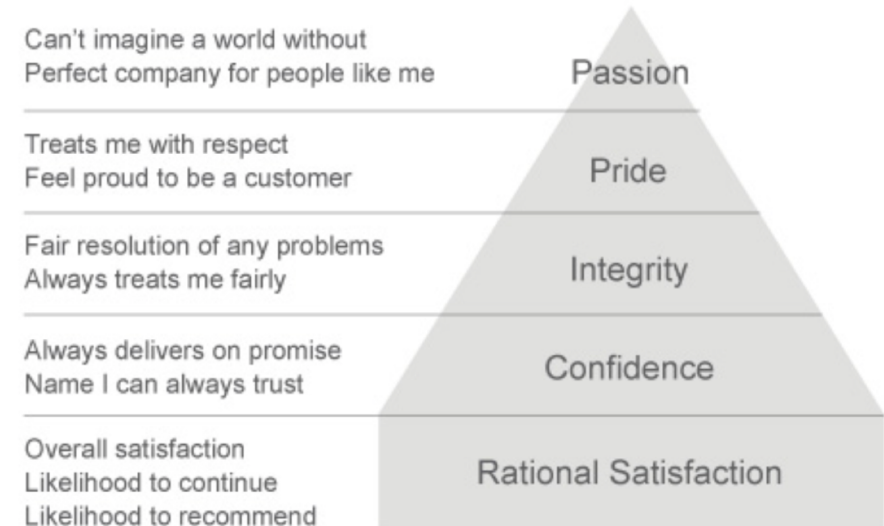 Can't imagine a world without
Perfect company for people like me
Passion
Treats me with respect
Feel proud to be a customer
Pride
Fair resolution of any problems
Always treats me fairly
Integrity
Always delivers on promise
Name I can always trust
Confidence
Overall satisfaction
Likelihood to continue
Likelihood to recommend
Rational Satisfaction